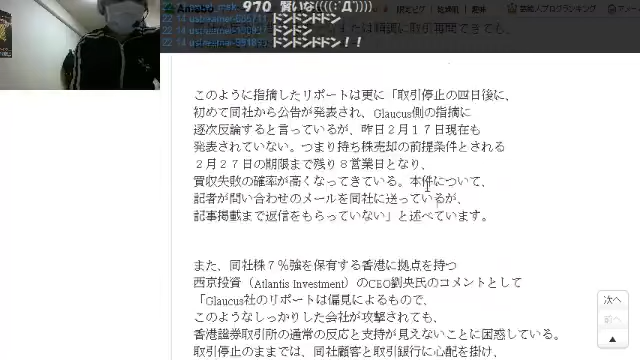 970 賢いな((((;ﾟДﾟ))))
ドンドンドドン
ドンドン
ドンドンドンドン！！
順調に取引再開できても、
このように指摘したリポートは更に「取引停止の四日後に、
初めて同社から公告が発表され、Glaucus側の指摘に
逐次反論すると言っているが、昨日２月１７日現在も
発表されていない。つまり持ち株売却の前提条件とされる
２月２７日の期限まで残り８営業日となり、
買収失敗の確率が高くなってきている。本件について、
記者が問い合わせのメールを同社に送っているが、
記事掲載まで返信をもらっていない」と述べています。
また、同社株７％強を保有する香港に拠点を持つ
西京投資（Atlantis Investment）のCEO劉央氏のコメントとして
「Glaucus社のリポートは偏見によるもので、
このようなしっかりした会社が攻撃されても、
香港證券取引所の通常の反応と支持が見えないことに困惑している。
取引停止のままでは、同社顧客と取引銀行に心配を掛け、
次へ
前へ
▲